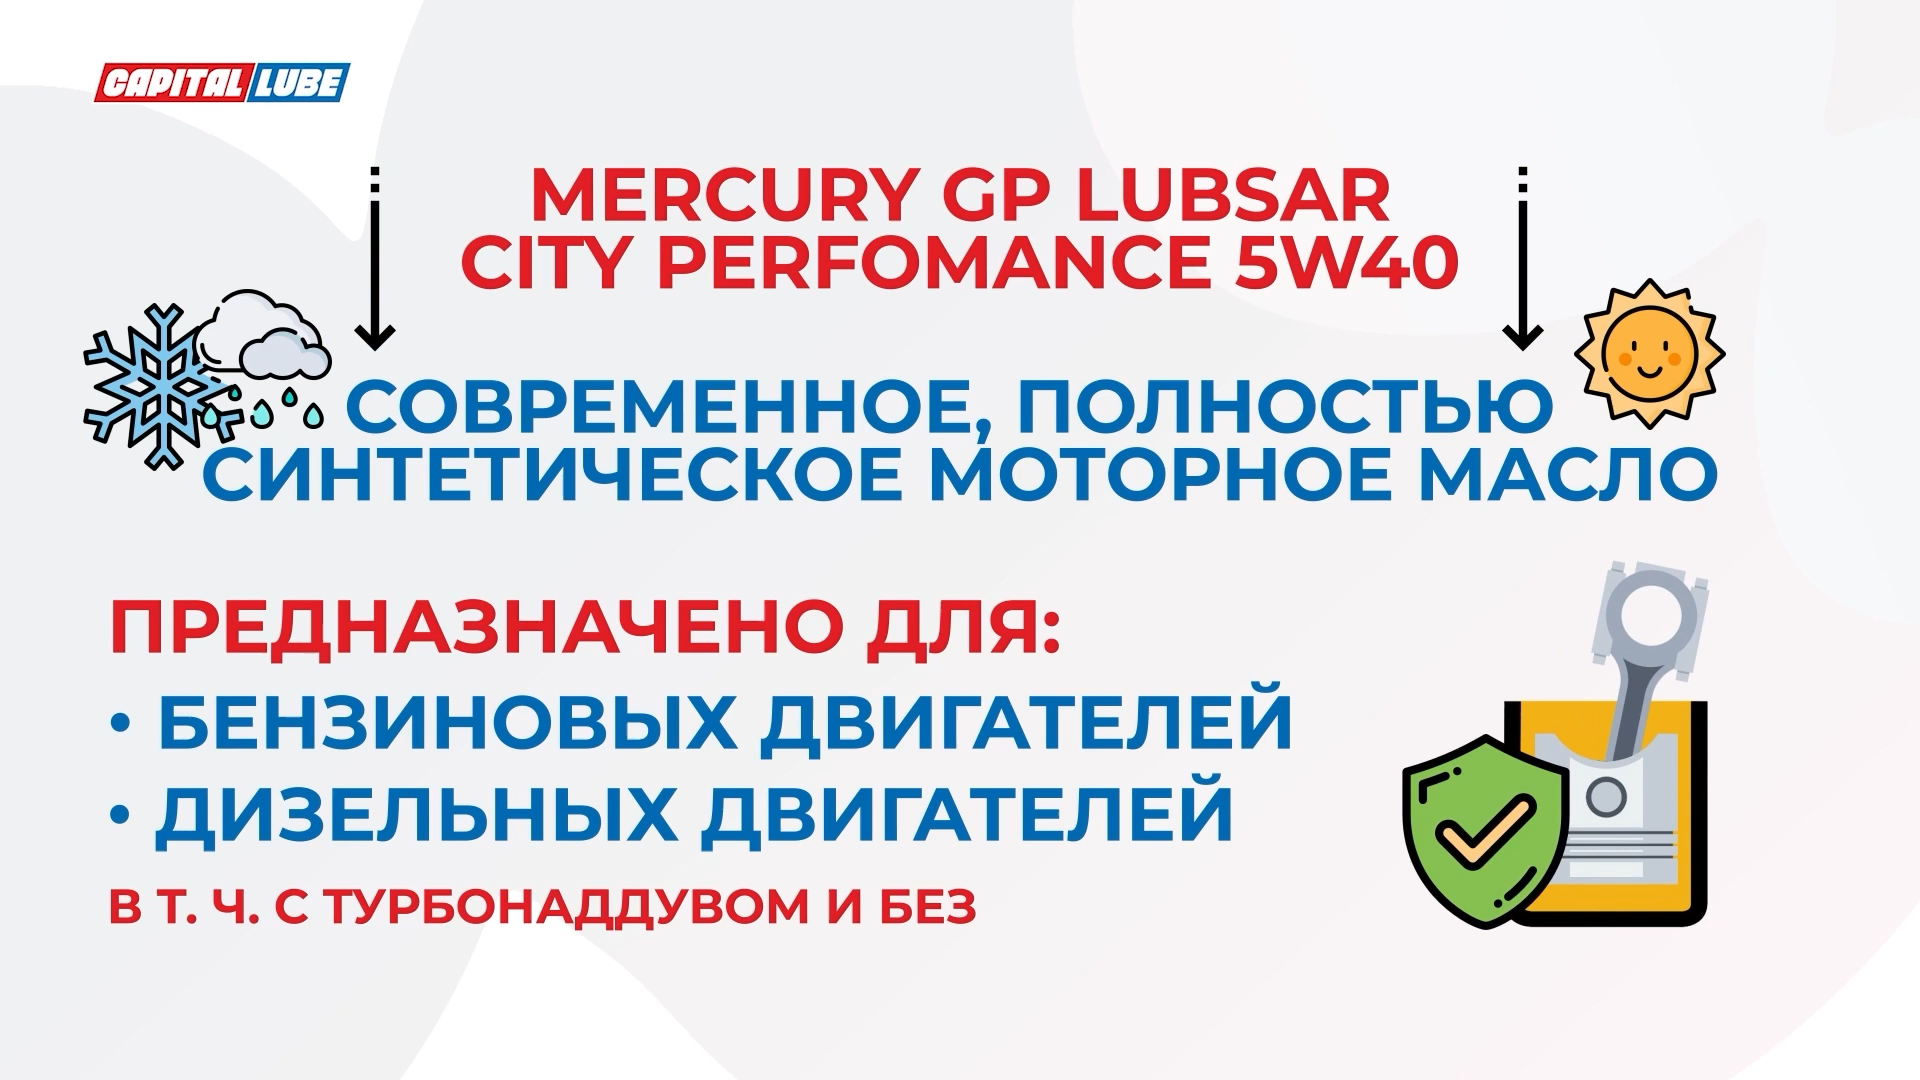 CAPITAL LUBE
MERCURY GP LUBSAR
CITY PERFOMANCE 5W40
СОВРЕМЕННОЕ, ПОЛНОСТЬЮ
СИНТЕТИЧЕСКОЕ МОТОРНОЕ МАСЛО
ПРЕДНАЗНАЧЕНО ДЛЯ:
• БЕНЗИНОВЫХ ДВИГАТЕЛЕЙ
• ДИЗЕЛЬНЫХ ДВИГАТЕЛЕЙ
В Т. Ч. С ТУРБОНАДДУВОМ И БЕЗ